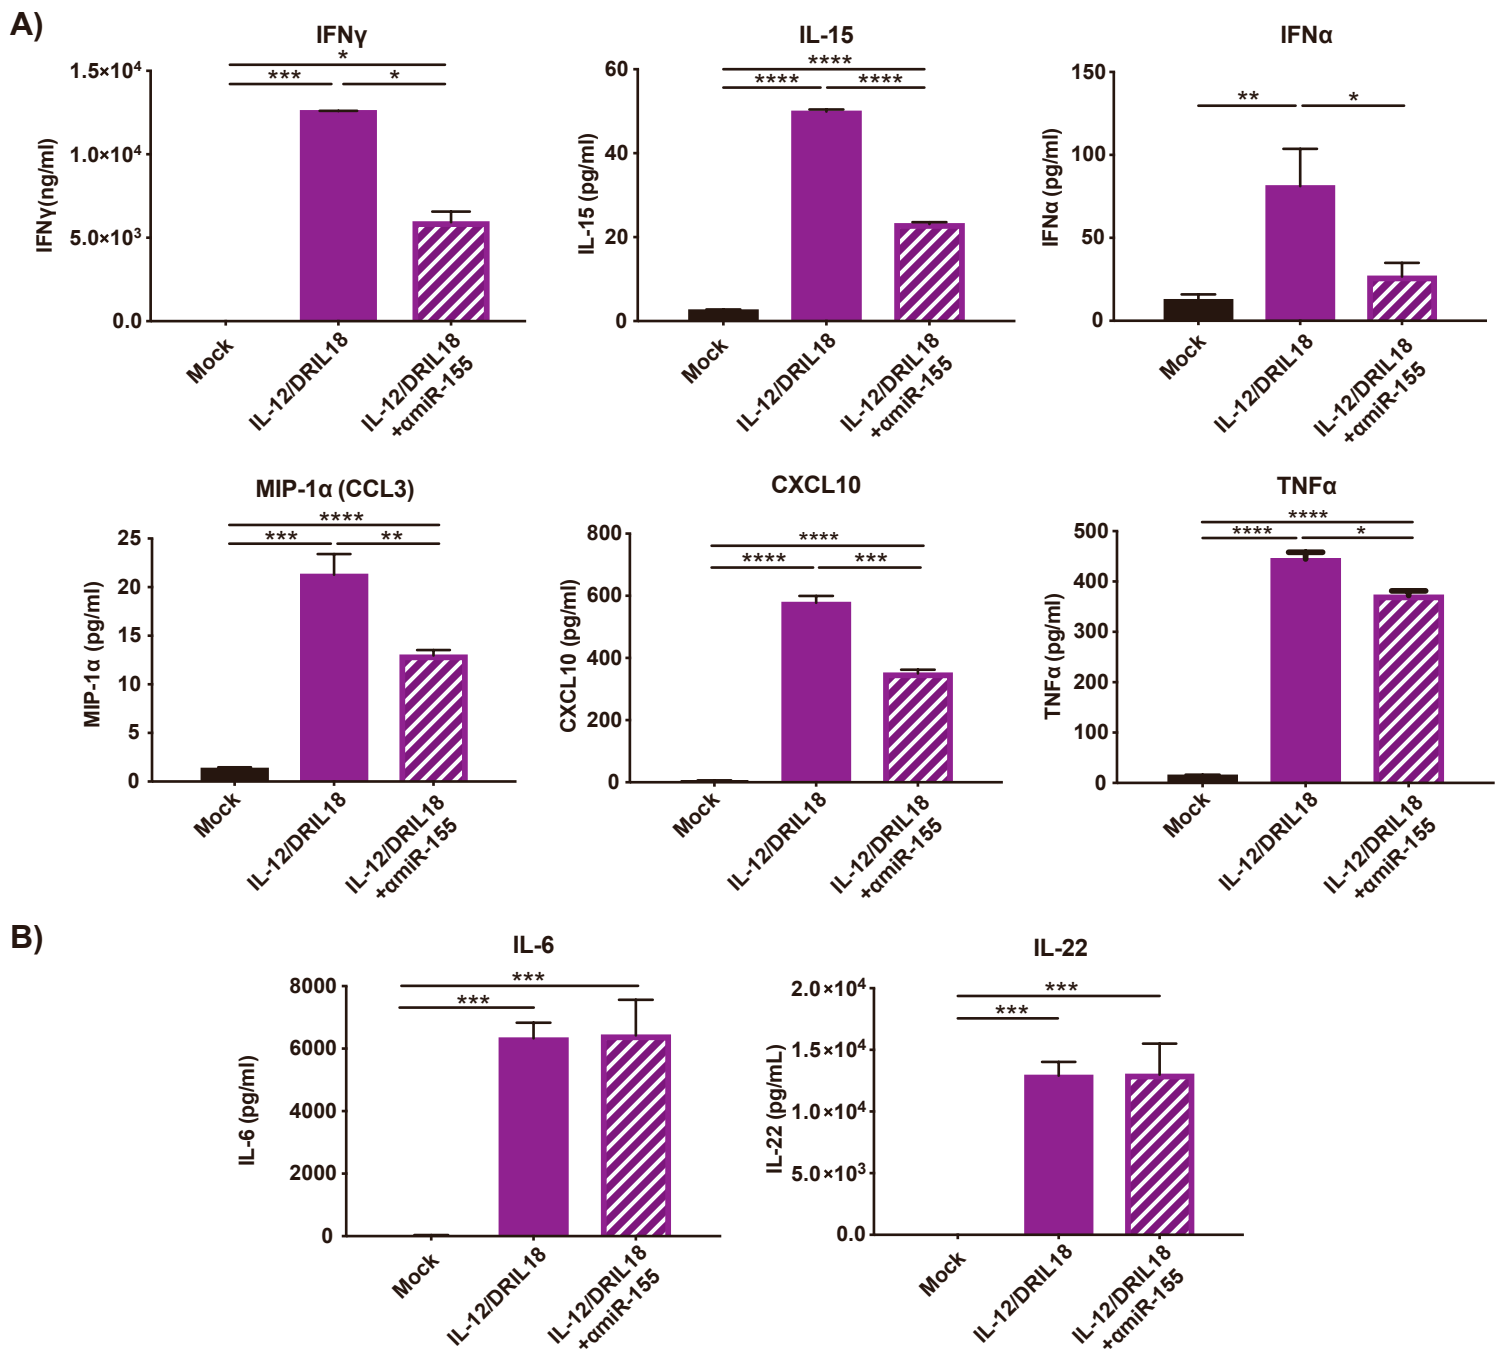 A)
IFNγ
IFNγ(ng/ml)
1.5×10⁴
1.0×10⁴
5.0×10³
0.0
*
***
*
Mock
IL-12/DRIL18
IL-12/DRIL18
+αmiR-155
IL-15
IL-15 (pg/ml)
60
40
20
0
****
****
****
Mock
IL-12/DRIL18
IL-12/DRIL18
+αmiR-155
IFNα
IFNα (pg/ml)
150
100
50
0
**
*
Mock
IL-12/DRIL18
IL-12/DRIL18
+αmiR-155
MIP-1α (CCL3)
MIP-1α (pg/ml)
25
20
15
10
5
0
****
***
**
Mock
IL-12/DRIL18
IL-12/DRIL18
+αmiR-155
CXCL10
CXCL10 (pg/ml)
800
600
400
200
0
****
****
***
Mock
IL-12/DRIL18
IL-12/DRIL18
+αmiR-155
TNFα
TNFα (pg/ml)
500
400
300
200
100
0
****
****
*
Mock
IL-12/DRIL18
IL-12/DRIL18
+αmiR-155
B)
IL-6
IL-6 (pg/ml)
8000
6000
4000
2000
0
***
***
Mock
IL-12/DRIL18
IL-12/DRIL18
+αmiR-155
IL-22
IL-22 (pg/mL)
2.0×10⁴
1.5×10⁴
1.0×10⁴
5.0×10³
0.0
***
***
Mock
IL-12/DRIL18
IL-12/DRIL18
+αmiR-155